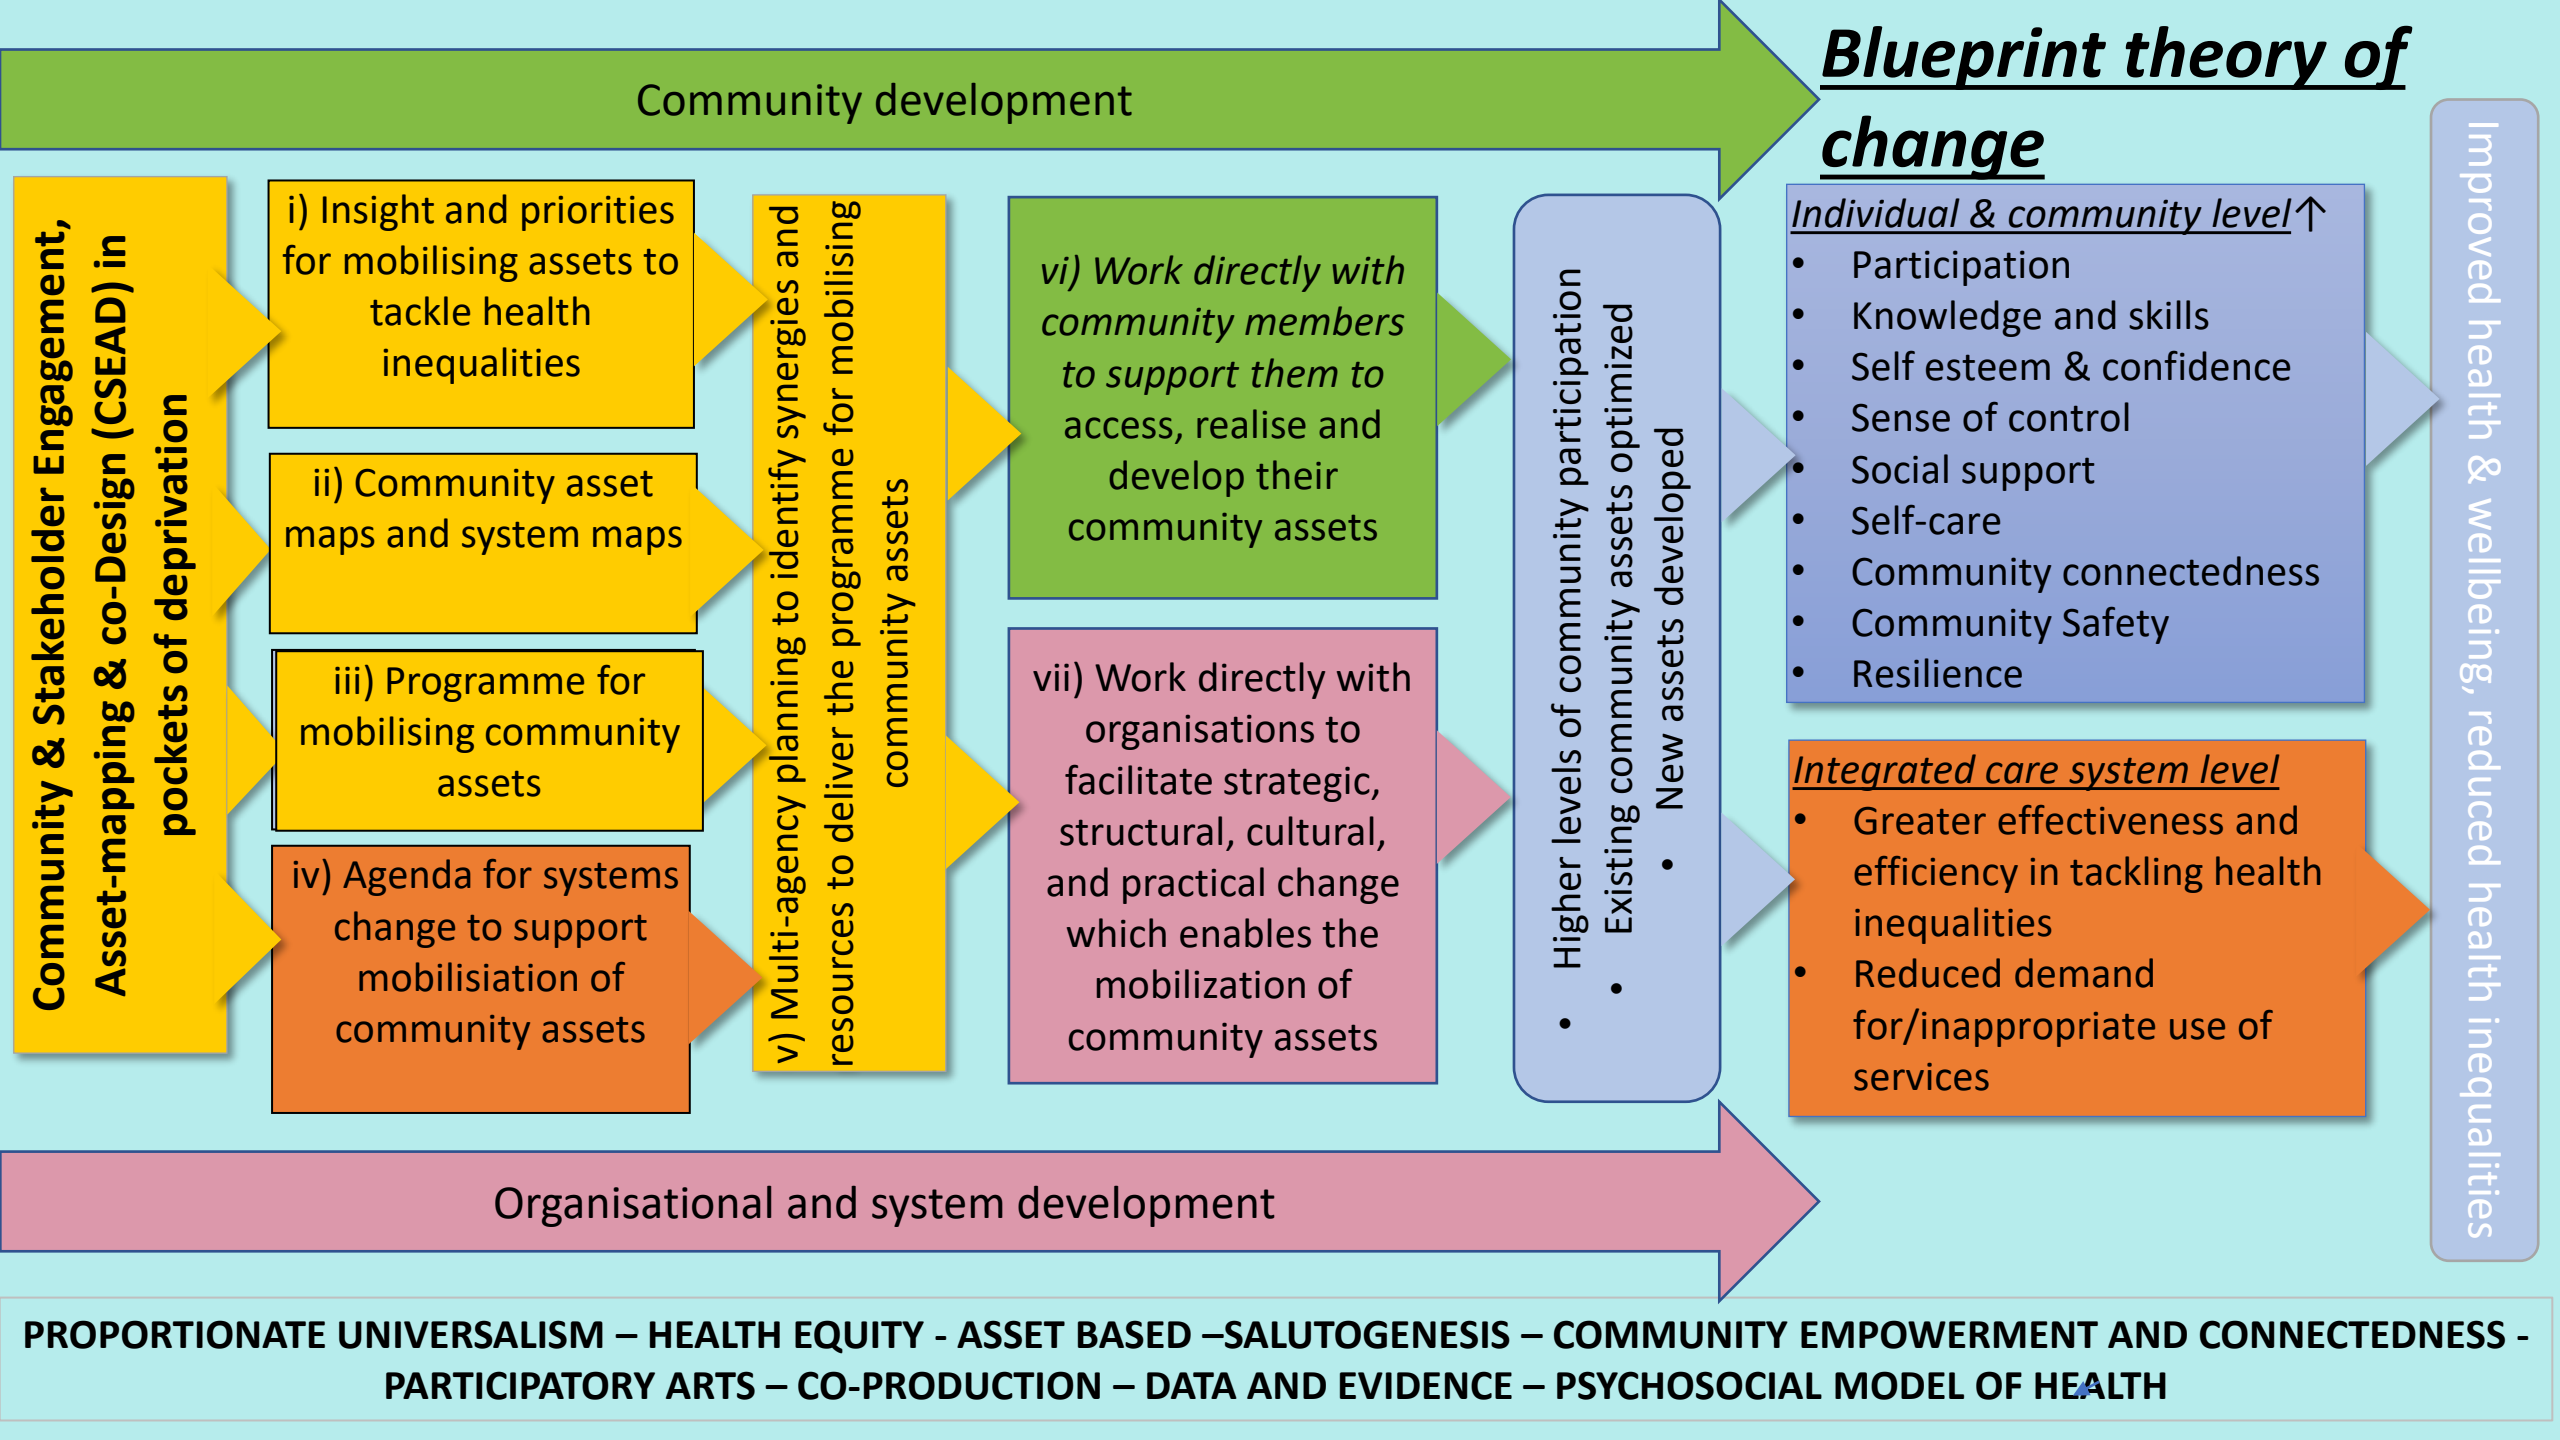 Community development
Blueprint theory of
change
Community & Stakeholder Engagement,
Asset-mapping & co-Design (CSEAD) in
pockets of deprivation
i) Insight and priorities
for mobilising assets to
tackle health
inequalities
ii) Community asset
maps and system maps
iii) Programme for
mobilising community
assets
iv) Agenda for systems
change to support
mobilisiation of
community assets
v) Multi-agency planning to identify synergies and
resources to deliver the programme for mobilising
community assets
vi) Work directly with
community members
to support them to
access, realise and
develop their
community assets
vii) Work directly with
organisations to
facilitate strategic,
structural, cultural,
and practical change
which enables the
mobilization of
community assets
• Higher levels of community participation
• Existing community assets optimized
• New assets developed
Individual & community level↑
• Participation
• Knowledge and skills
• Self esteem & confidence
• Sense of control
• Social support
• Self-care
• Community connectedness
• Community Safety
• Resilience
Integrated care system level
• Greater effectiveness and
efficiency in tackling health
inequalities
• Reduced demand
for/inappropriate use of
services
Improved health & wellbeing, reduced health inequalities
Organisational and system development
PROPORTIONATE UNIVERSALISM – HEALTH EQUITY - ASSET BASED –SALUTOGENESIS – COMMUNITY EMPOWERMENT AND CONNECTEDNESS -
PARTICIPATORY ARTS – CO-PRODUCTION – DATA AND EVIDENCE – PSYCHOSOCIAL MODEL OF HEALTH